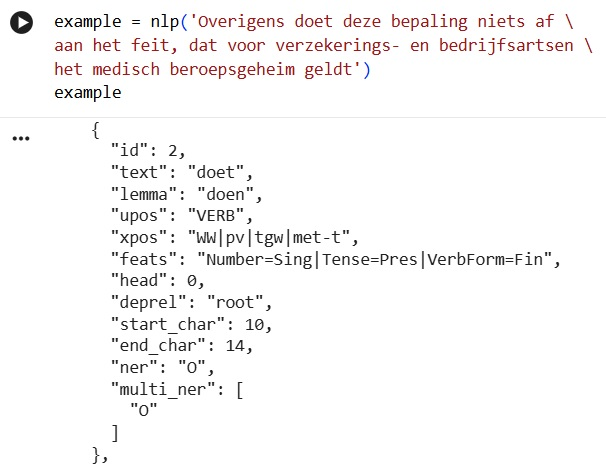 example = nlp('Overigens doet deze bepaling niets af \
aan het feit, dat voor verzekerings- en bedrijfsartsen \
het medisch beroepsgeheim geldt')
example
{
"id": 2,
"text": "doet",
"lemma": "doen",
"upos": "VERB",
"xpos": "WW|pv|tgw|met-t",
"feats": "Number=Sing|Tense=Pres|VerbForm=Fin",
"head": 0,
"deprel": "root",
"start_char": 10,
"end_char": 14,
"ner": "O",
"multi_ner": [
"O"
]
},